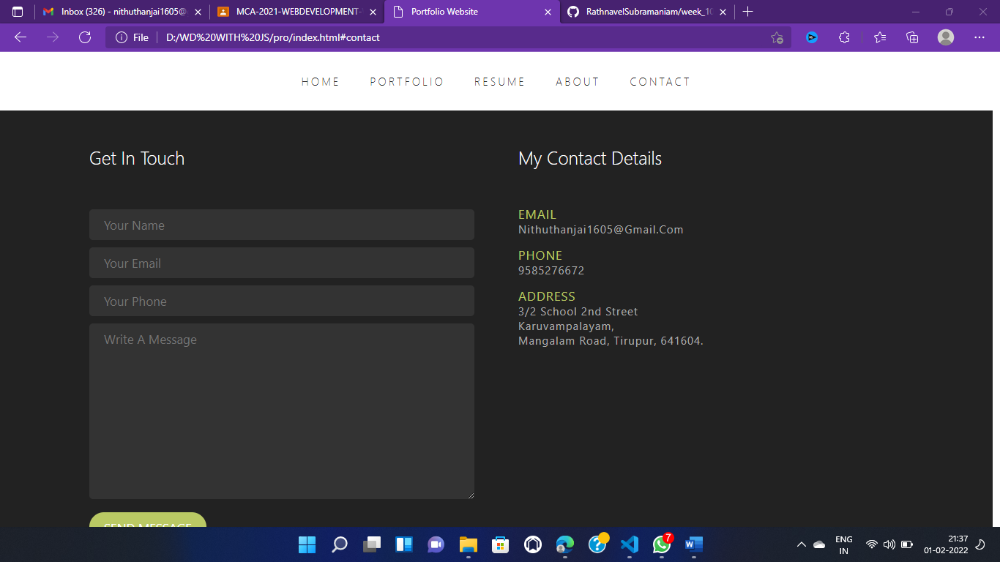 Inbox (326) - nithuthanjai1605@
MCA-2021-WEBDEVELOPMENT-
Portfolio Website
RathnavelSubramaniam/week_10
File
D:/WD%20WITH%20JS/pro/index.html#contact
HOME PORTFOLIO RESUME ABOUT CONTACT
Get In Touch
Your Name
Your Email
Your Phone
Write A Message
SEND MESSAGE
My Contact Details
EMAIL
Nithuthanjai1605@Gmail.Com
PHONE
9585276672
ADDRESS
3/2 School 2nd Street
Karuvampalayam,
Mangalam Road, Tirupur, 641604.
7
ENG
IN
21:37
01-02-2022